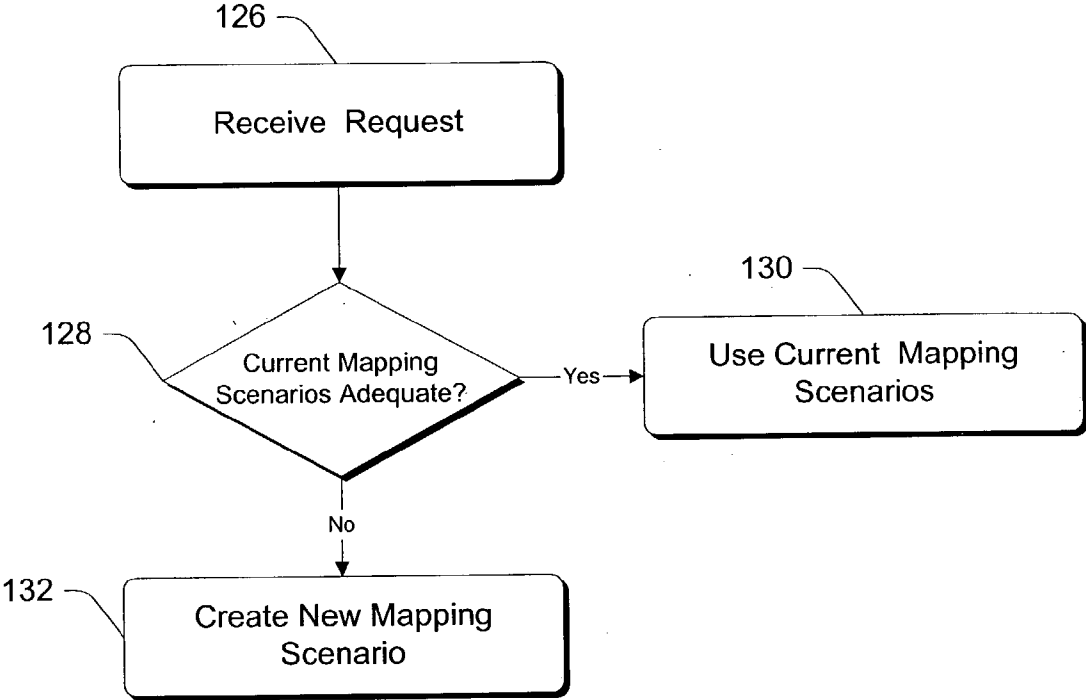 126
Receive Request
128
Current Mapping
Scenarios Adequate?
Yes
130
Use Current Mapping
Scenarios
No
132
Create New Mapping
Scenario